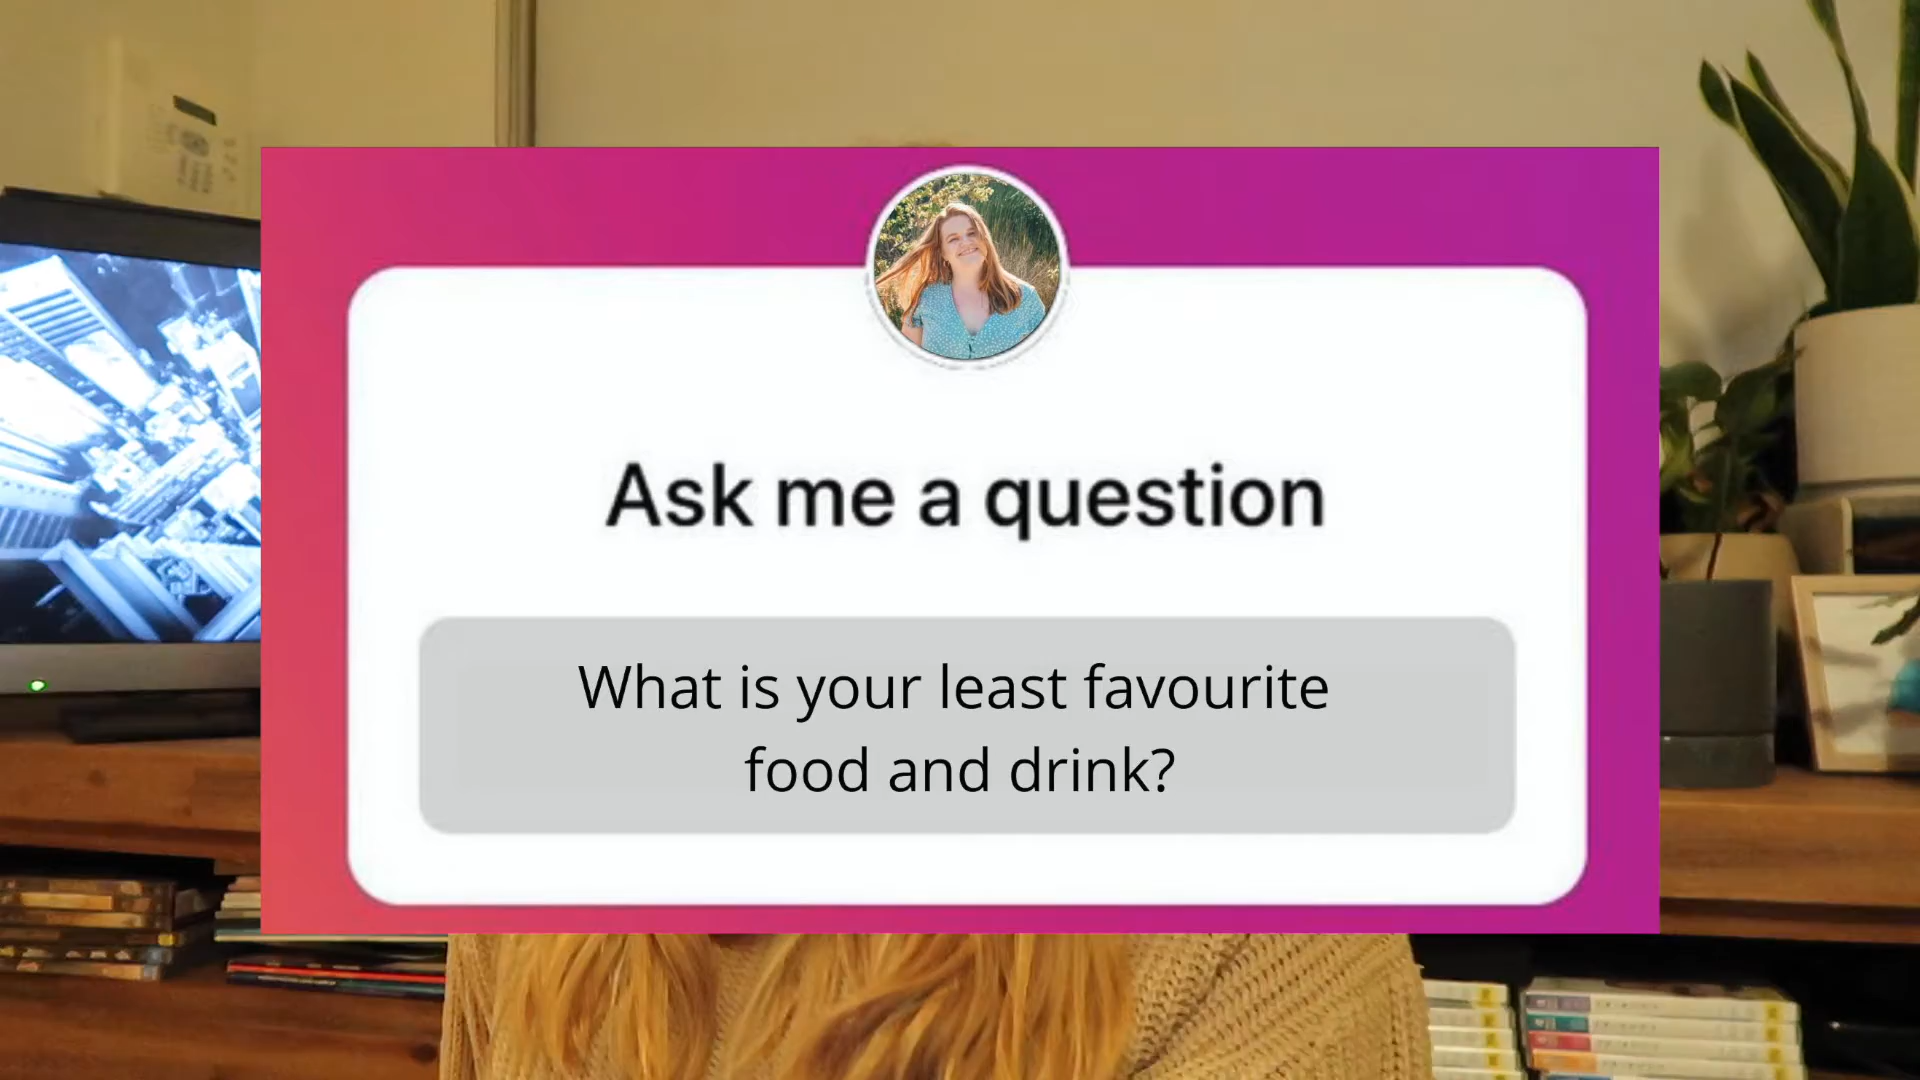 Ask me a question
What is your least favourite
food and drink?